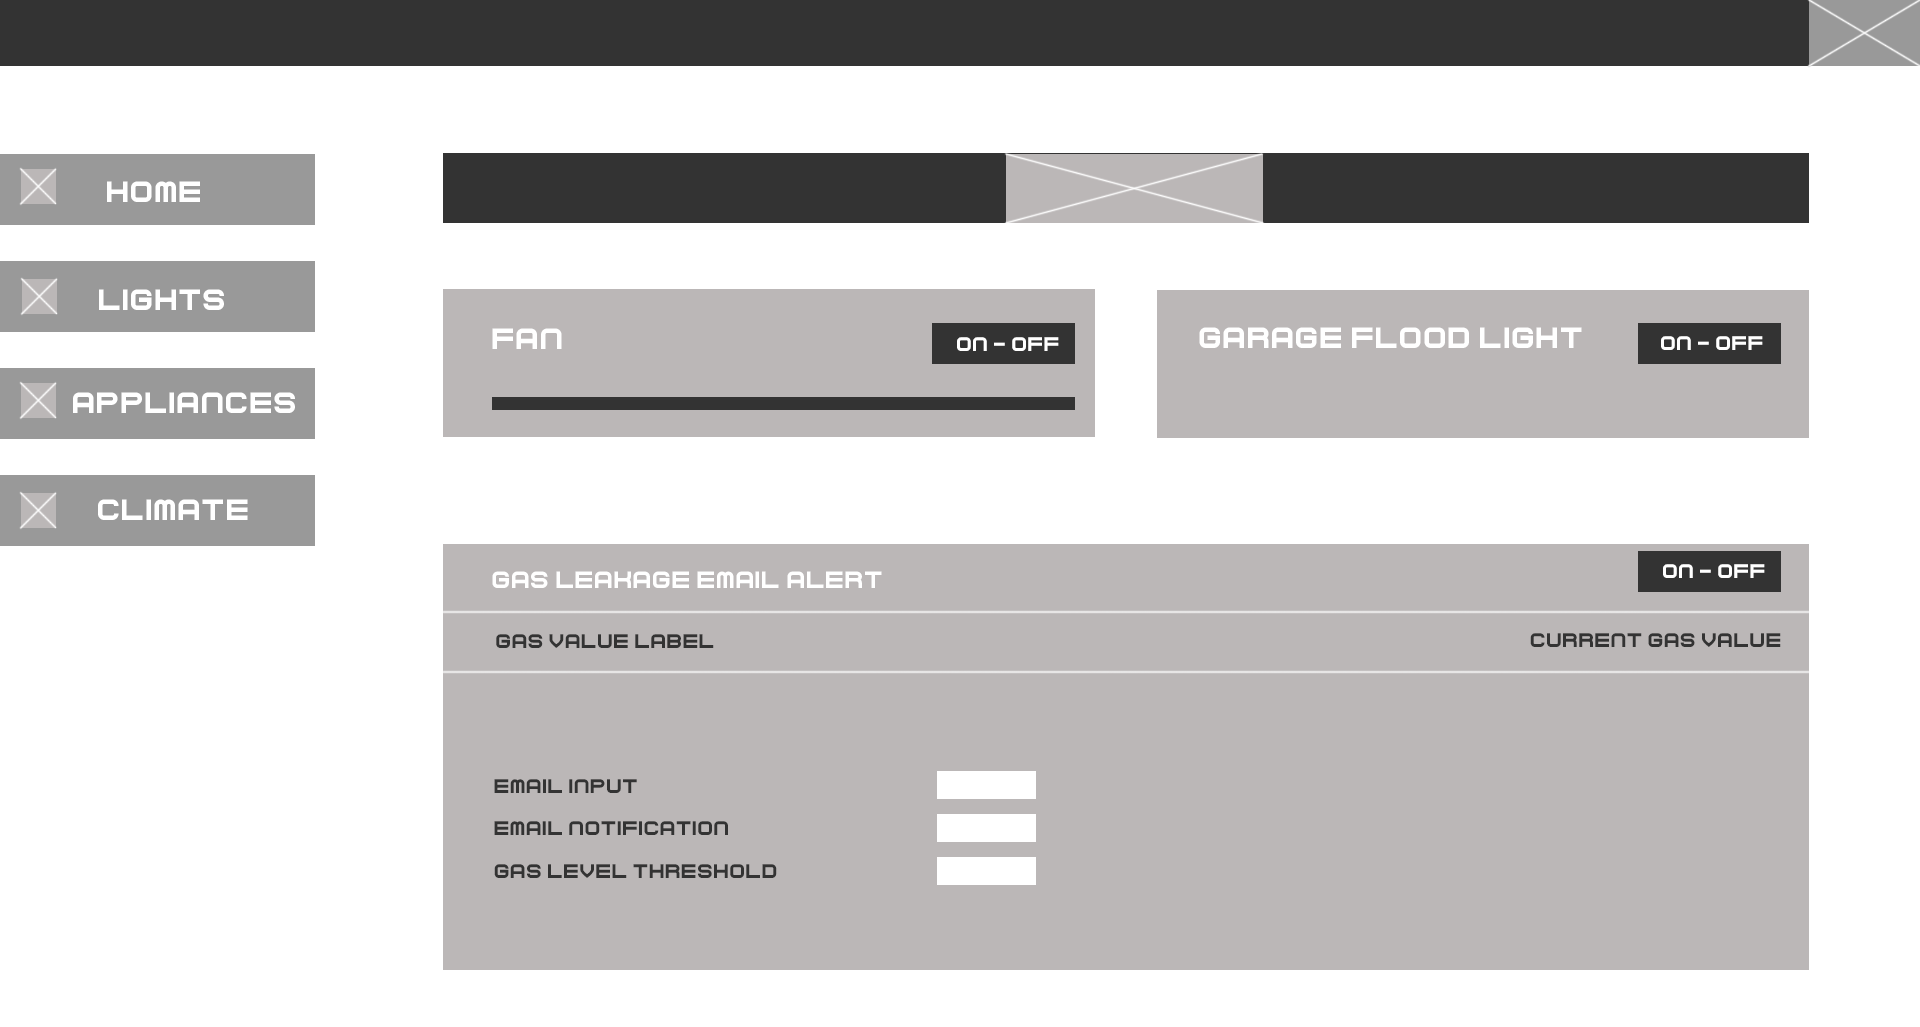 HOME
LIGHTS
APPLIANCES
CLIMATE
FAN
ON - OFF
GARAGE FLOOD LIGHT
ON - OFF
GAS LEAKAGE EMAIL ALERT
ON - OFF
GAS VALUE LABEL
CURRENT GAS VALUE
EMAIL INPUT
EMAIL NOTIFICATION
GAS LEVEL THRESHOLD